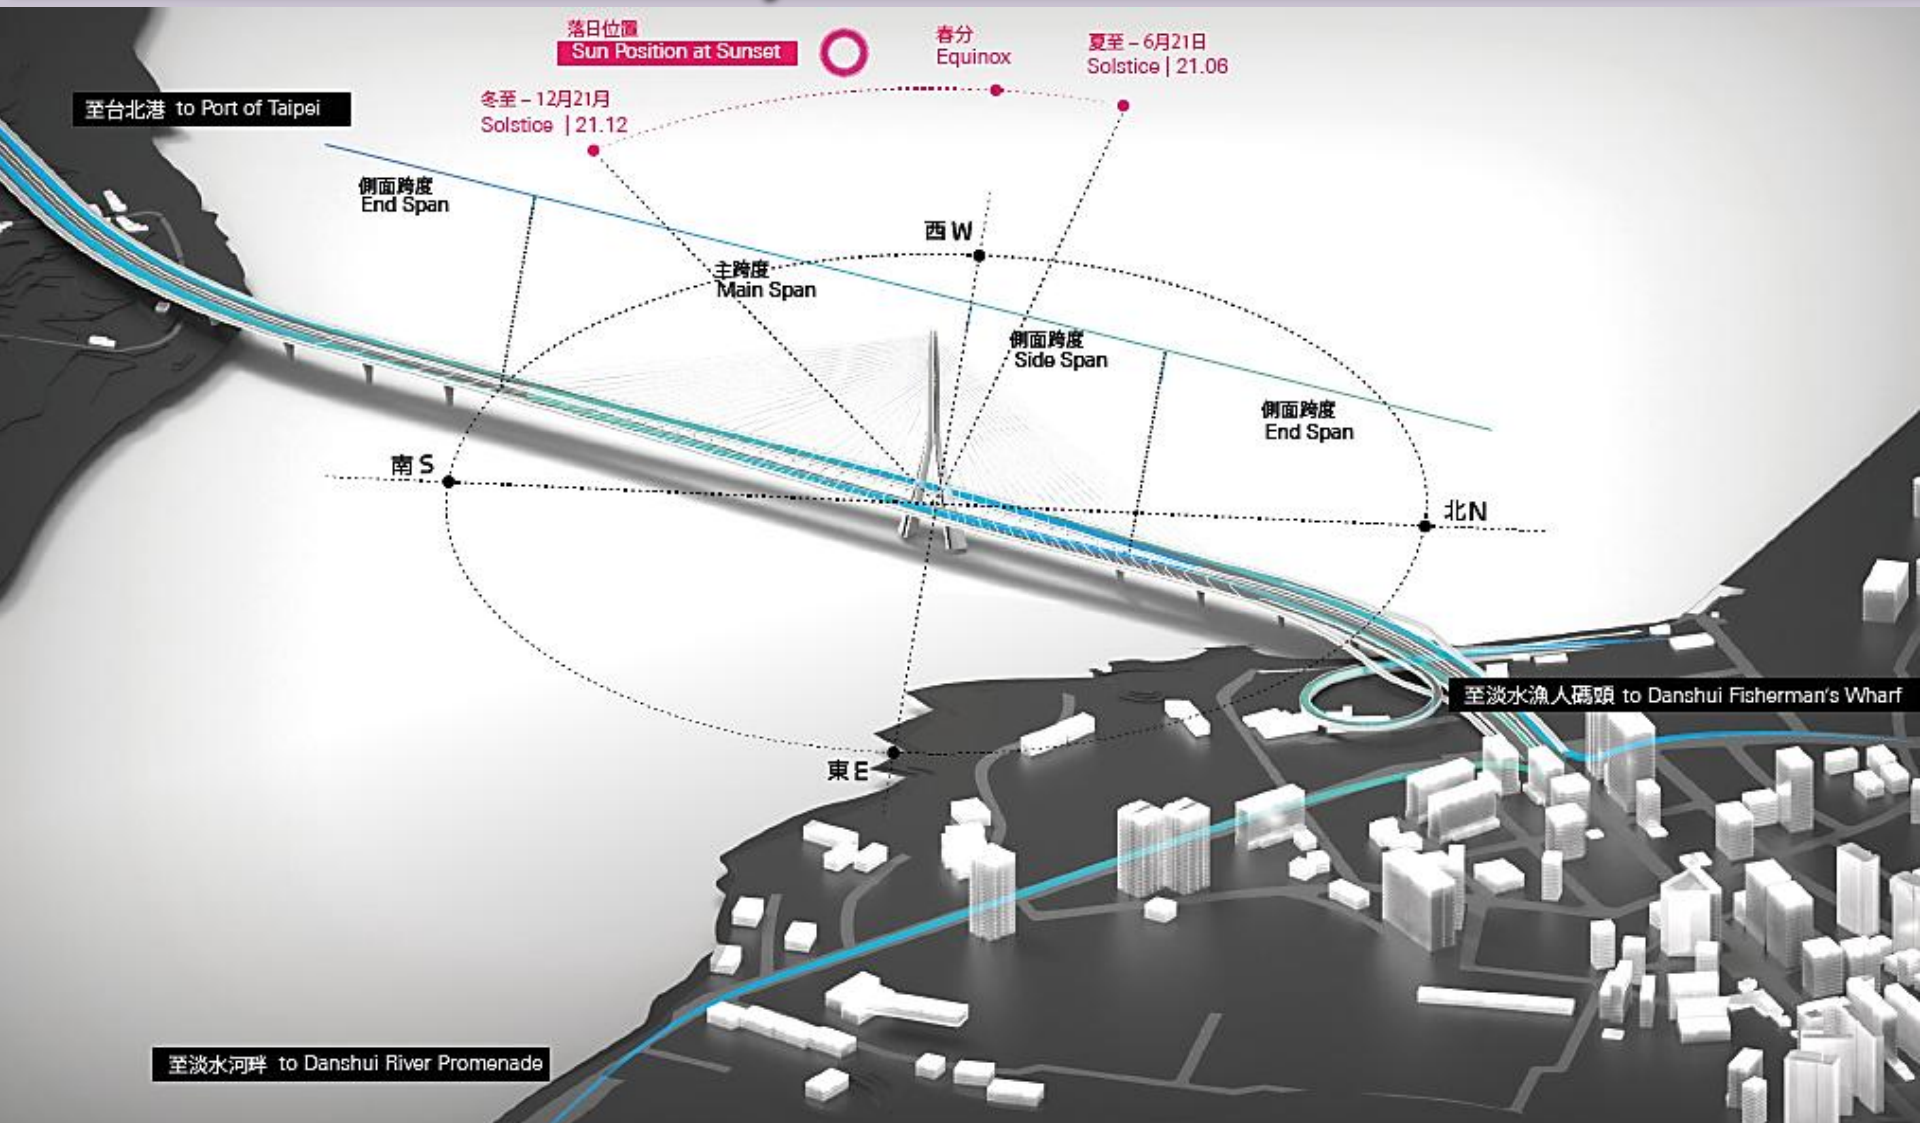 落日位置
Sun Position at Sunset
春分
Equinox
夏至 – 6月21日
Solstice | 21.06
冬至 – 12月21月
Solstice | 21.12
至台北港 to Port of Taipei
側面跨度
End Span
西 W
主跨度
Main Span
側面跨度
Side Span
側面跨度
End Span
南 S
北N
至淡水漁人碼頭 to Danshui Fisherman's Wharf
東 E
至淡水河畔 to Danshui River Promenade